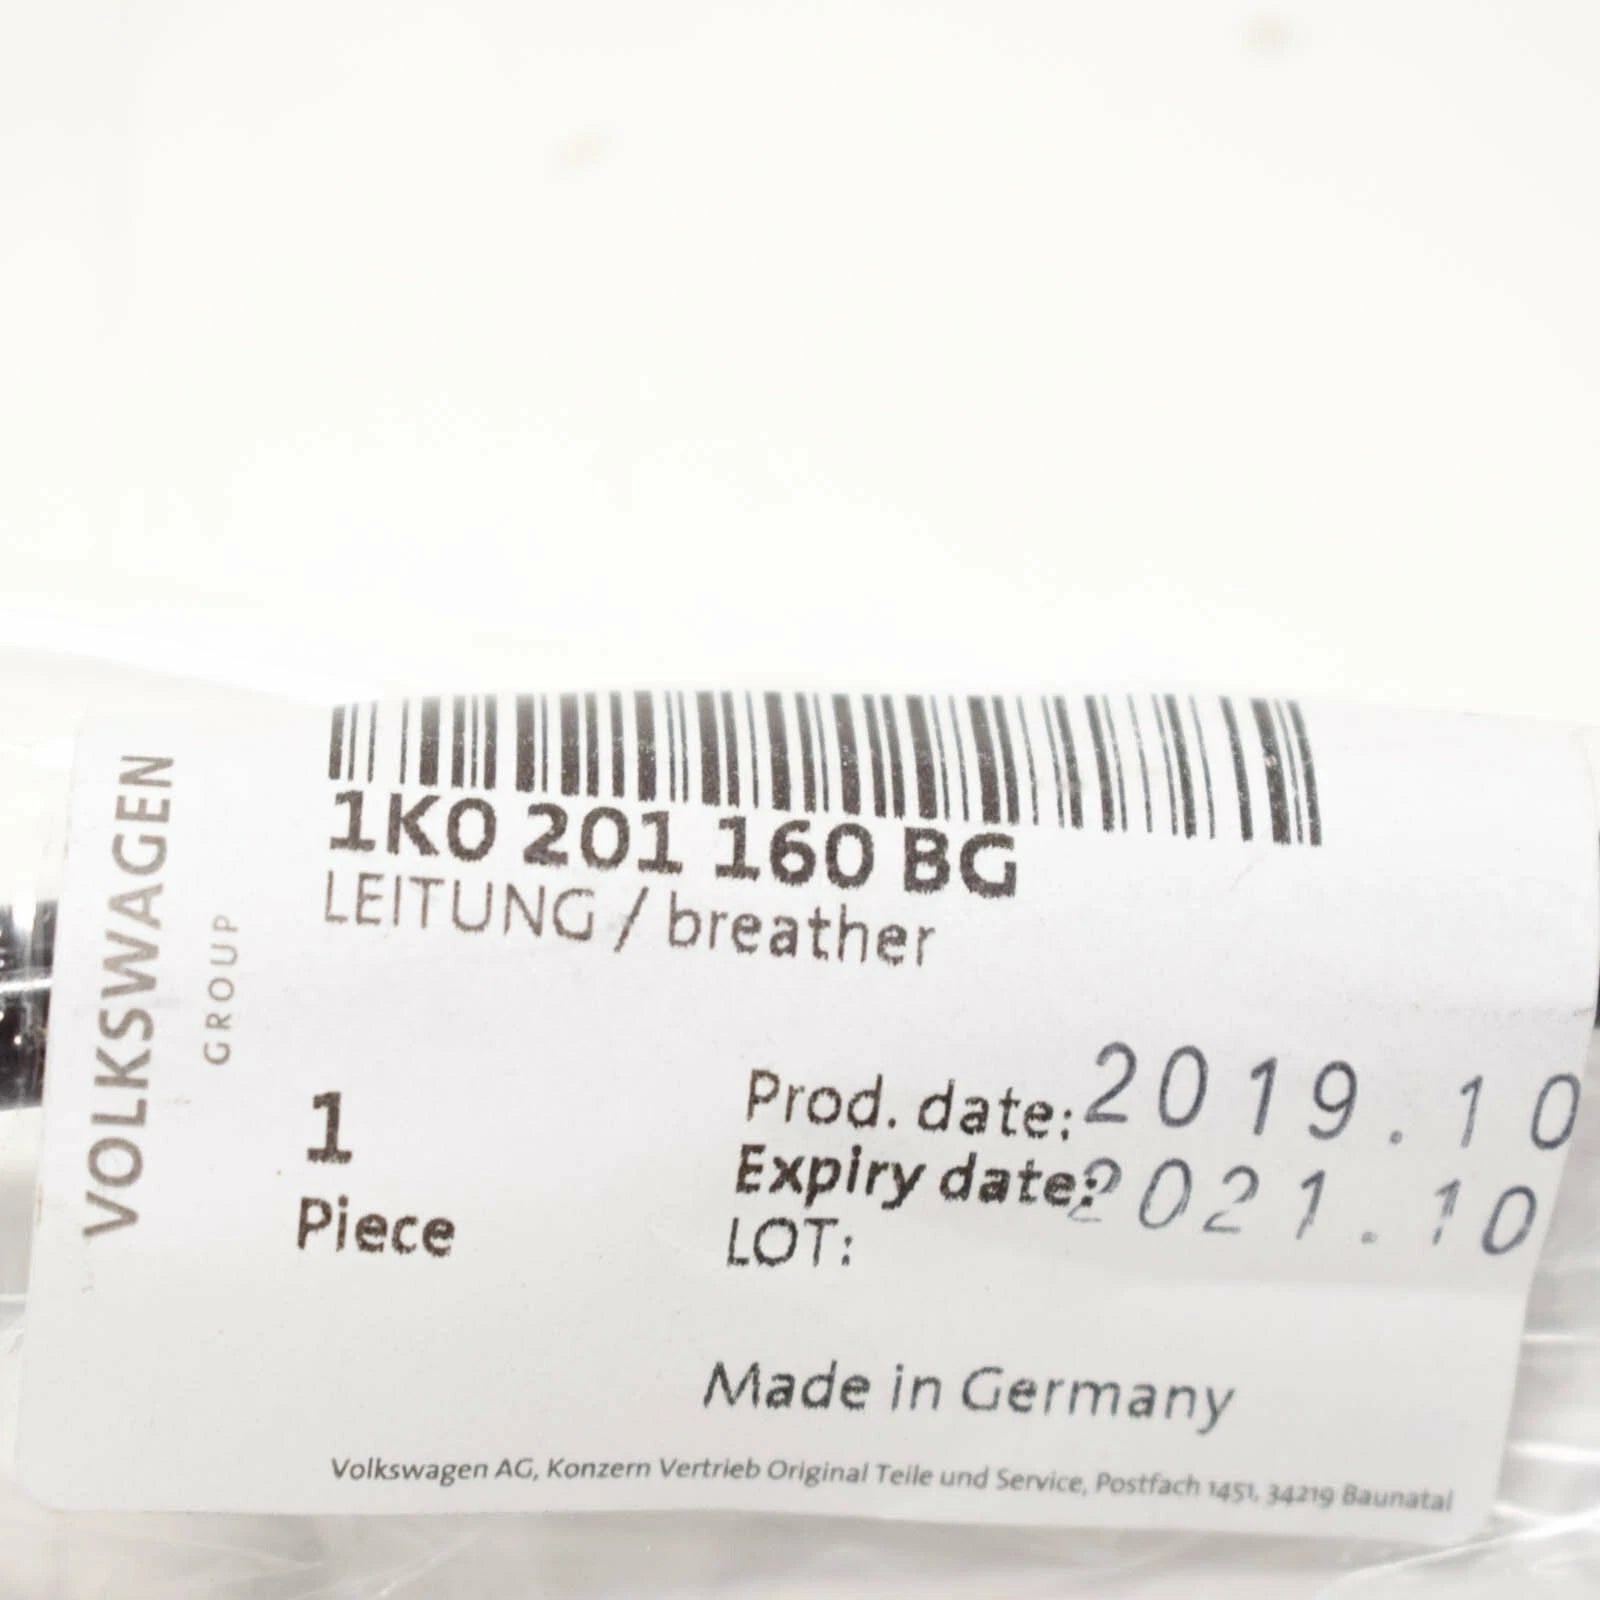 VOLKSWAGEN
GROUP
1K0 201 160 BG
LEITUNG / breather
1
Piece
Prod. date: 2019.10
Expiry date: 2021.10
LOT:
Made in Germany
Volkswagen AG, Konzern Vertrieb Original Teile und Service, Postfach 1451, 34219 Baunatal